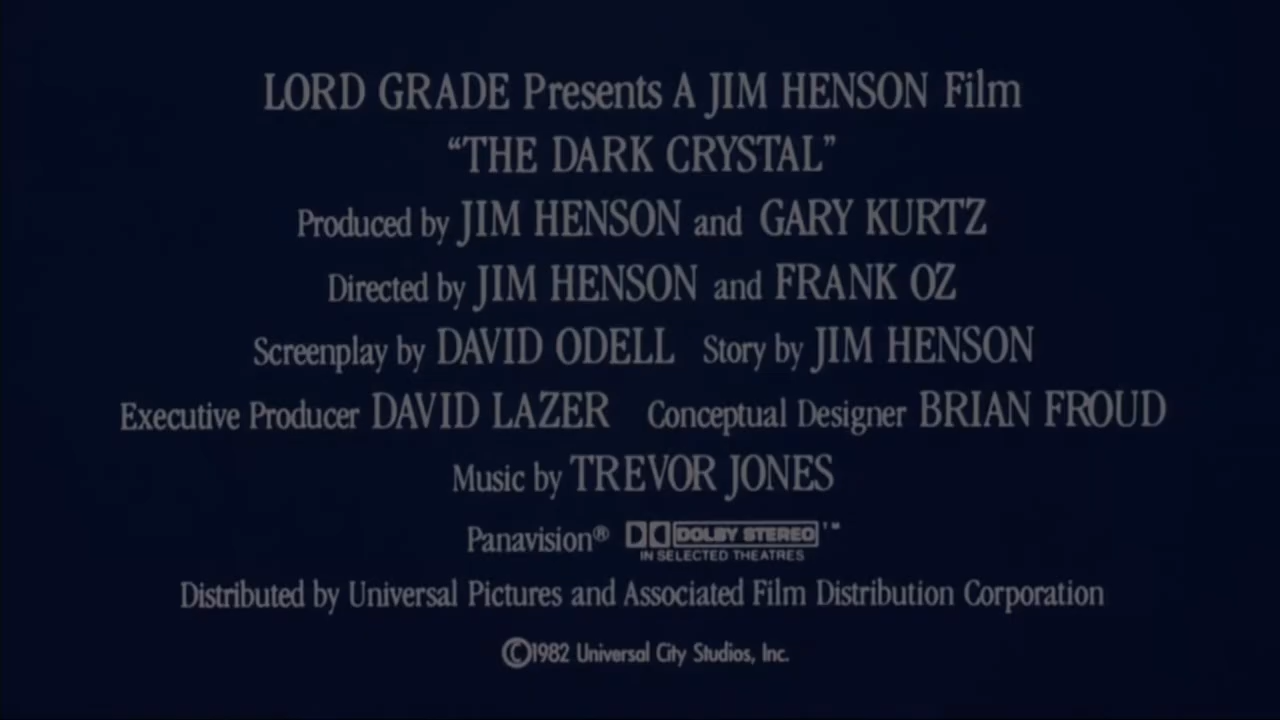 LORD GRADE Presents A JIM HENSON Film
“THE DARK CRYSTAL”
Produced by JIM HENSON and GARY KURTZ
Directed by JIM HENSON and FRANK OZ
Screenplay by DAVID ODELL Story by JIM HENSON
Executive Producer DAVID LAZER Conceptual Designer BRIAN FROUD
Music by TREVOR JONES
Panavision® DOLBY STEREO™
IN SELECTED THEATRES
Distributed by Universal Pictures and Associated Film Distribution Corporation
©1982 Universal City Studios, Inc.